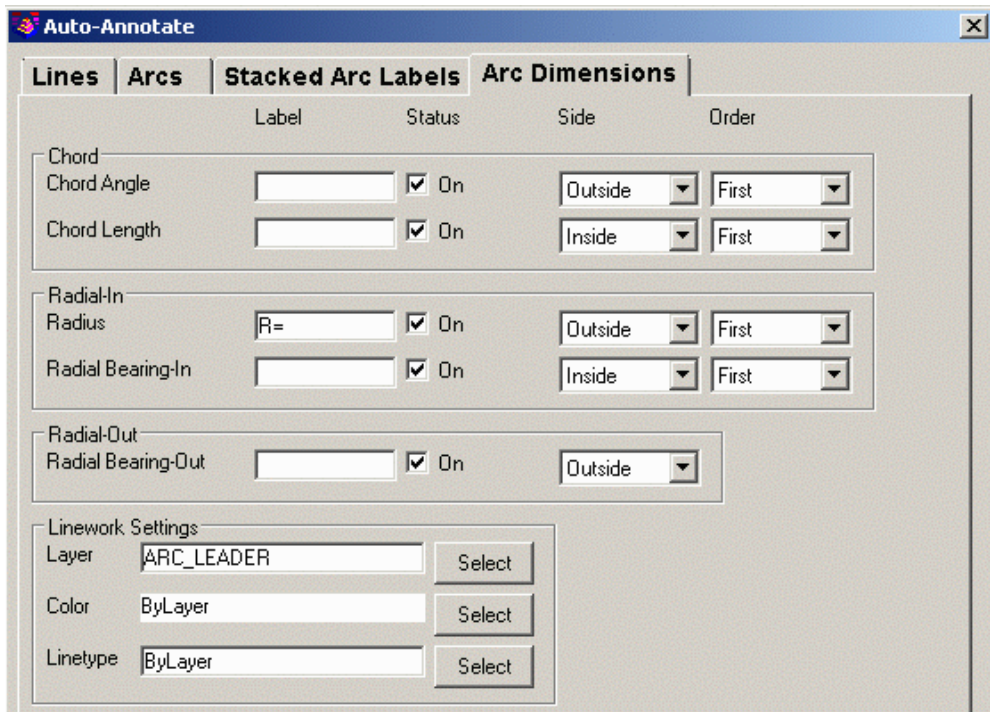 Auto-Annotate
Lines Arcs Stacked Arc Labels Arc Dimensions
Label Status Side Order
Chord
Chord Angle On Outside First
Chord Length On Inside First
Radial-In
Radius R= On Outside First
Radial Bearing-In On Inside First
Radial-Out
Radial Bearing-Out On Outside
Linework Settings
Layer ARC_LEADER Select
Color ByLayer Select
Linetype ByLayer Select